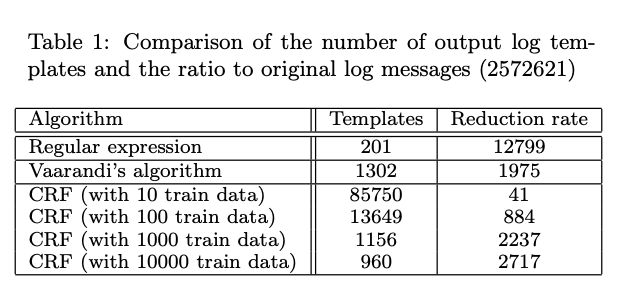 Table 1: Comparison of the number of output log tem-
plates and the ratio to original log messages (2572621)
Algorithm Templates Reduction rate
Regular expression 201 12799
Vaarandi's algorithm 1302 1975
CRF (with 10 train data) 85750 41
CRF (with 100 train data) 13649 884
CRF (with 1000 train data) 1156 2237
CRF (with 10000 train data) 960 2717